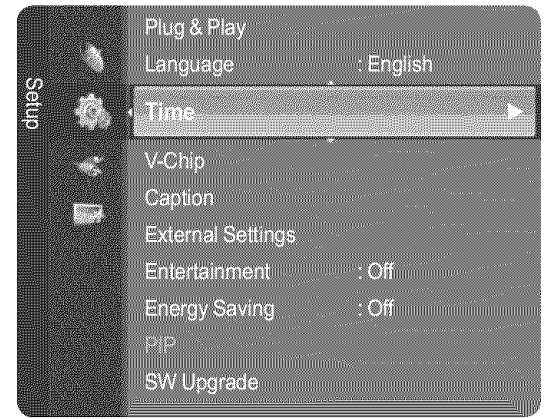 Setup
Plug & Play
Language : English
Time
V-Chip
Caption
External Settings
Entertainment : Off
Energy Saving : Off
PIP
SW Upgrade